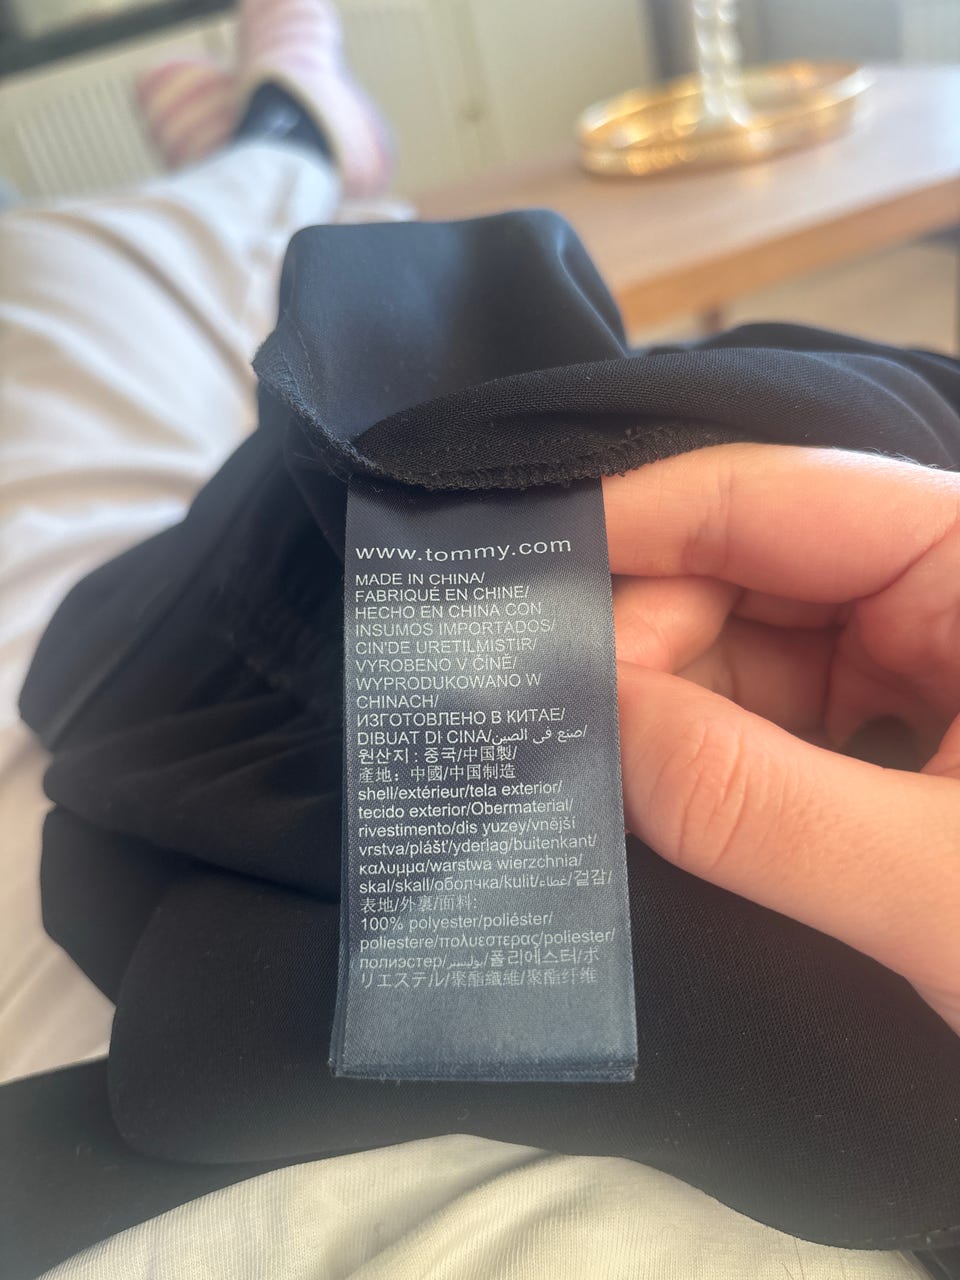 www.tommy.com
MADE IN CHINA/
FABRIQUÉ EN CHINE/
HECHO EN CHINA CON
INSUMOS IMPORTADOS/
CIN'DE URETILMISTIR/
VYROBENO V ČÍNĚ/
WYPRODUKOWANO W
CHINACH/
ИЗГОТОВЛЕНО В КИТАЕ/
DIBUAT DI CINA/صنع في الصين/
원산지 : 중국/中国製/
產地：中國/中国制造
shell/extérieur/tela exterior/
tecido exterior/Obermaterial/
rivestimento/dis yuzey/vnější
vrstva/plášť/yderlag/buitenkant/
καλυμμα/warstwa wierzchnia/
skal/skall/оболчка/kulit/غطاء/겉감/
表地/外裏/面料:
100% polyester/poliéster/
poliestere/πολυεστερας/poliester/
полиэстер/بوليستر/폴리에스터/ポ
リエステル/聚酯纖維/聚酯纤维